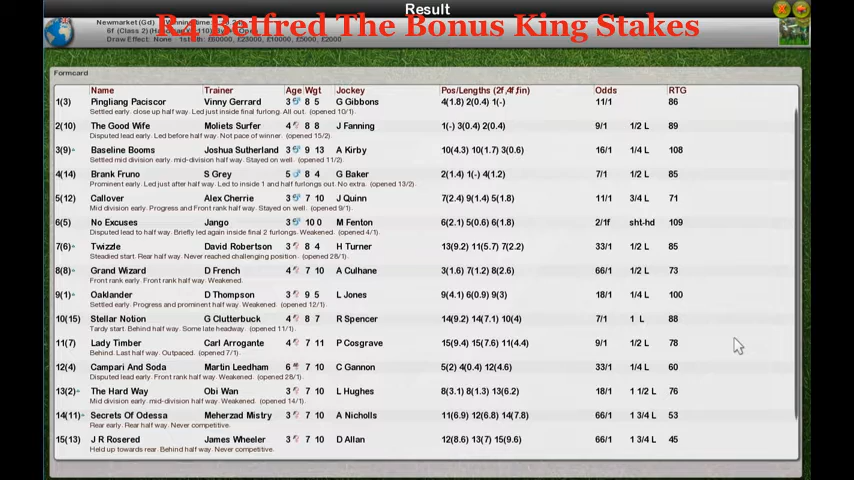 Result
R4 Betfred The Bonus King Stakes
Newmarket (Gd)
Draw Effect: None
Formcard
Name Trainer Age Wgt Jockey Pos/Lengths (2f,4f,fin) Odds RTG
1(3) Pingliang Paciscor Vinny Gerrard 3 8 5 G Gibbons 4(1.8) 2(0.4) 1(-) 11/1 86
Settled early. close up half way. Led just inside final furlong. All out. (opened 10/1)
2(10) The Good Wife Moliets Surfer 4 8 8 J Fanning 1(-) 3(0.4) 2(0.4) 9/1 1/2 L 89
Disputed lead early. Led before half way. Not pace of winner. (opened 15/2)
3(9) Baseline Booms Joshua Sutherland 3 9 13 A Kirby 10(4.3) 10(1.7) 3(0.6) 16/1 1/4 L 108
Settled mid division early. mid-division half way. Stayed on well. (opened 11/2)
4(14) Brank Fruno S Grey 5 8 4 G Baker 2(1.4) 1(-) 4(1.2) 7/1 1/2 L 85
Prominent early. Led just after half way. Led to inside 1 and half furlongs out. No extra. (opened 13/2)
5(12) Callover Alex Cherrie 3 7 10 J Quinn 7(2.4) 9(1.4) 5(1.8) 11/1 3/4 L 71
Mid division early. Progress and Front rank half way. Stayed on well. (opened 9/1)
6(5) No Excuses Jango 3 10 0 M Fenton 6(2.1) 5(0.6) 6(1.8) 2/1f sht-hd 109
Disputed lead to half way. Briefly led again inside final 2 furlongs. Weakened. (opened 4/1)
7(6) Twizzle David Robertson 3 8 4 H Turner 13(9.2) 11(5.7) 7(2.2) 33/1 1/2 L 85
Steadied start. Rear half way. Never reached challenging position. (opened 28/1)
8(8) Grand Wizard D French 4 7 10 A Culhane 3(1.6) 7(1.2) 8(2.6) 66/1 1/2 L 73
Front rank early. Front rank half way. Weakened.
9(1) Oaklander D Thompson 3 9 5 L Jones 9(4.1) 6(0.9) 9(3) 18/1 1/4 L 100
Settled early. Progress and prominent half way. Weakened. (opened 12/1)
10(15) Stellar Notion G Clutterbuck 4 8 7 R Spencer 14(9.2) 14(7.1) 10(4) 7/1 1 L 88
Tardy start. Behind half way. Some late headway. (opened 11/1)
11(7) Lady Timber Carl Arrogante 4 7 11 P Cosgrave 15(9.4) 15(7.6) 11(4.4) 9/1 1/2 L 78
Behind. Last half way. Outpaced. (opened 7/1)
12(4) Campari And Soda Martin Leedham 6 7 10 C Gannon 5(2) 4(0.4) 12(4.6) 33/1 1/4 L 60
Disputed lead early. Front rank half way. Weakened. (opened 28/1)
13(2) The Hard Way Obi Wan 3 7 10 L Hughes 8(3.1) 8(1.3) 13(6.2) 18/1 1 1/2 L 76
Mid division early. mid-division half way. Weakened. (opened 14/1)
14(11) Secrets Of Odessa Meherzad Mistry 3 7 10 A Nicholls 11(6.9) 12(6.8) 14(7.8) 66/1 1 3/4 L 53
Rear early. Rear half way. Never competitive.
15(13) J R Rosered James Wheeler 3 7 10 D Allan 12(8.6) 13(7) 15(9.6) 66/1 1 3/4 L 45
Held up towards rear. Behind half way. Never competitive.